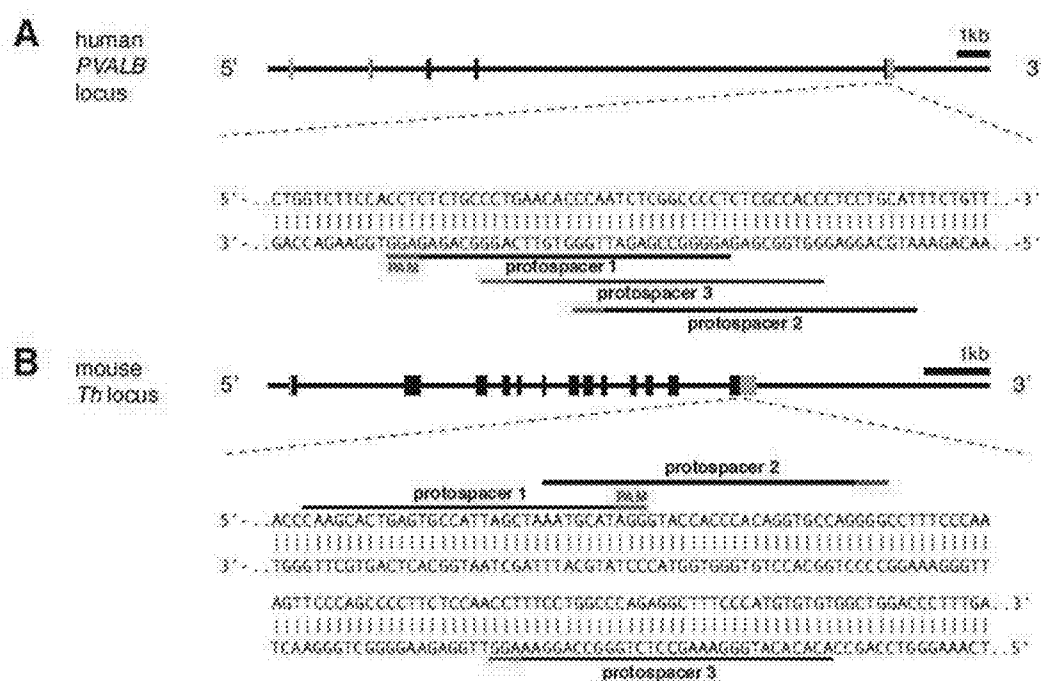 A
human
PVALB
locus:
5'
1kb
3
5'-...CTGGTCTTCCACCTCTCTGCCCTGAACACCCAATCTCGGCCCCTCTCGCCACCCTCCTGCATTTCTGTT...-3'
3'-...GACCAGAAGGTGGAGAGACGGGACTTGTGGGTTAGAGCCGGGGAGAGCGGTGGGAGGACGTAAAGACAA...-5'
PAM
protospacer 1
protospacer 3
protospacer 2
B
mouse
Th locus
5'
1kb
3'
protospacer 2
protospacer 1
PAM
5'-...ACCCAAGCACTGAGTGCCATTAGCTAAATGCATAGGGTACCACCCACAGGTGCCAGGGGCCTTTCCCAA
3'-...TGGGTTCGTGACTCACGGTAATCGATTTACGTATCCCATGGTGGGTGTCCACGGTCCCCGGAAAGGGTT
AGTTCCCAGCCCCTTCTCCAACCTTTCCTGGCCCAGAGGCTTTCCCATGTGTGTGGCTGGACCCTTTGA...3'
TCAAGGGTCGGGGAAGAGGTTGGAAAGGACCGGGTCTCCGAAAGGGTACACACACCGACCTGGGAAACT...5'
protospacer 3